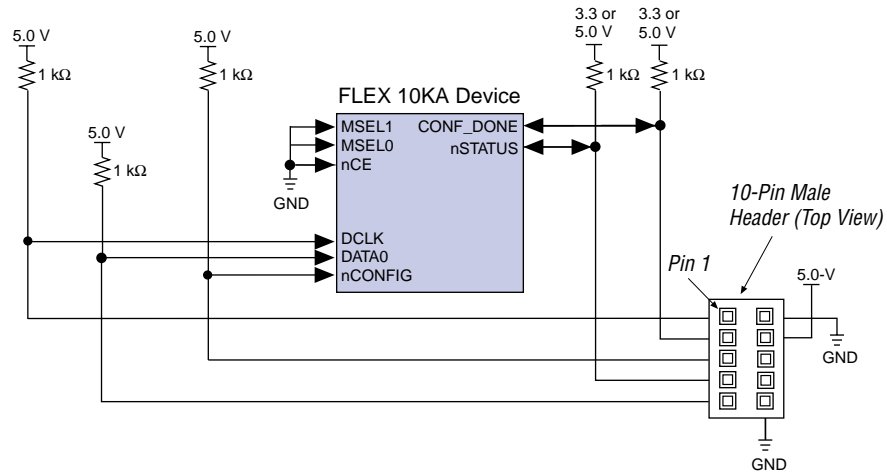 3.3 or
5.0 V
3.3 or
5.0 V
5.0 V
5.0 V
1 kΩ
1 kΩ
1 kΩ
1 kΩ
FLEX 10KA Device
5.0 V
1 kΩ
MSEL1
MSEL0
nCE
CONF_DONE
nSTATUS
GND
DCLK
DATA0
nCONFIG
10-Pin Male
Header (Top View)
Pin 1
5.0-V
GND
GND